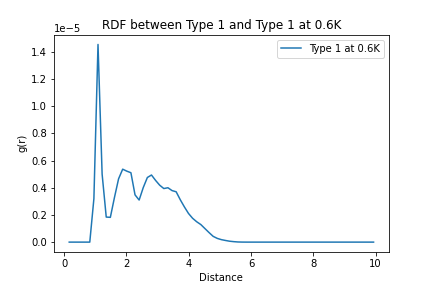 RDF between Type 1 and Type 1 at 0.6K
1e−5
Type 1 at 0.6K
1.4
1.2
1.0
0.8
0.6
0.4
0.2
0.0
g(r)
0 2 4 6 8 10
Distance